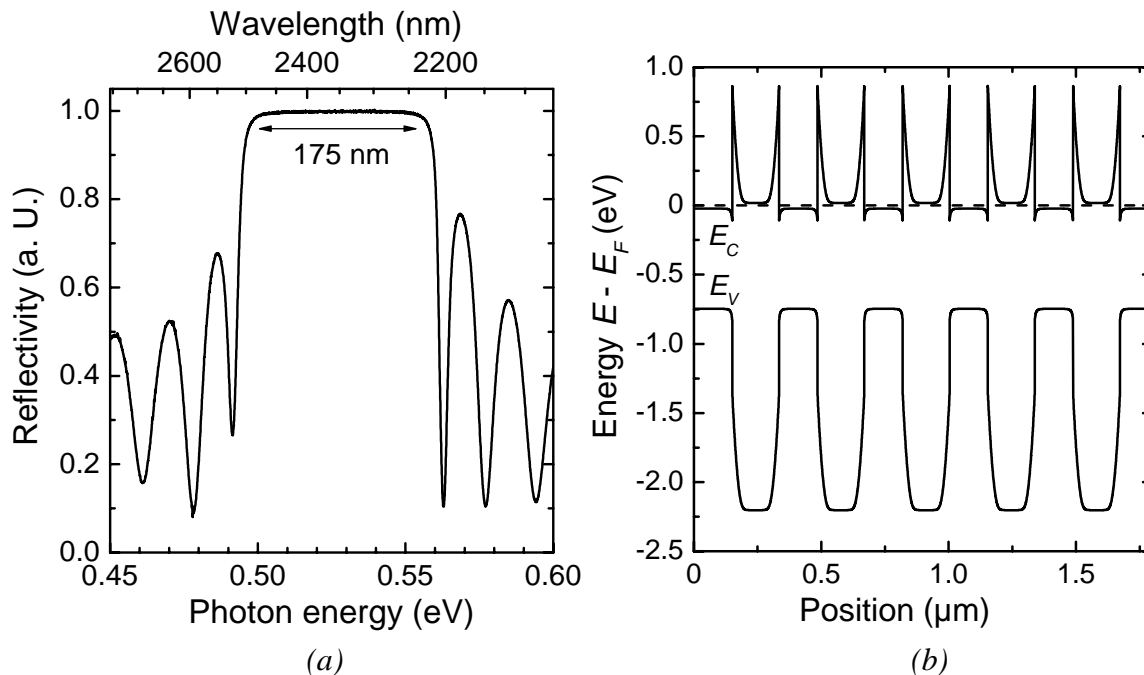 Wavelength (nm)
2600 2400 2200
Reflectivity (a. U.)
1.0
0.8
0.6
0.4
0.2
0.0
175 nm
0.45 0.50 0.55 0.60
Photon energy (eV)
(a)
Energy E - E_F (eV)
1.0
0.5
0
-0.5
-1.0
-1.5
-2.0
-2.5
E_C
E_V
0 0.5 1.0 1.5
Position (µm)
(b)